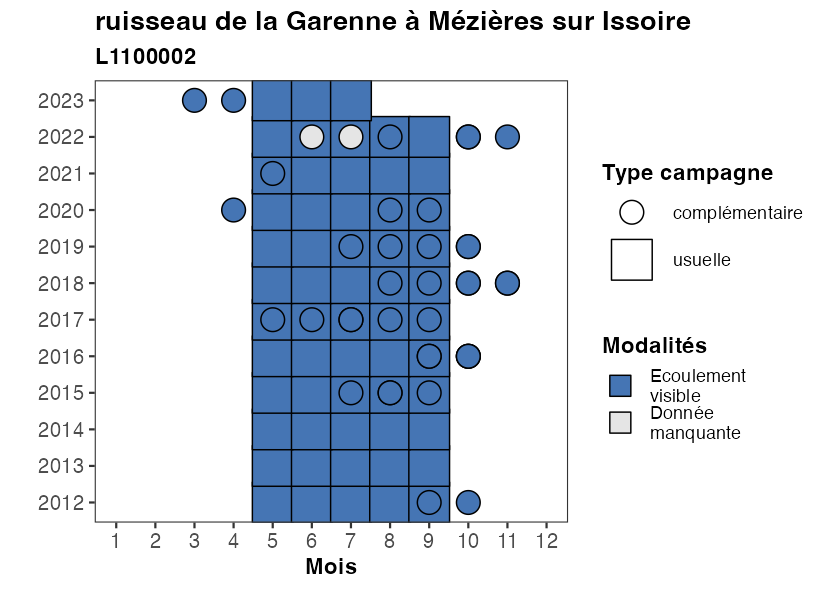 ruisseau de la Garenne à Mézières sur Issoire
L1100002
2023
2022
2021
2020
2019
2018
2017
2016
2015
2014
2013
2012
1 2 3 4 5 6 7 8 9 10 11 12
Mois
Type campagne
complémentaire
usuelle
Modalités
Ecoulement
visible
Donnée
manquante